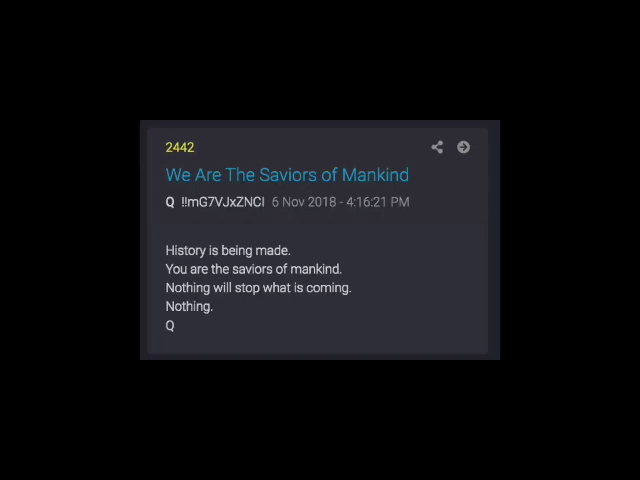 2442
We Are The Saviors of Mankind
Q !!mG7VJxZNCI 6 Nov 2018 - 4:16:21 PM
History is being made.
You are the saviors of mankind.
Nothing will stop what is coming.
Nothing.
Q